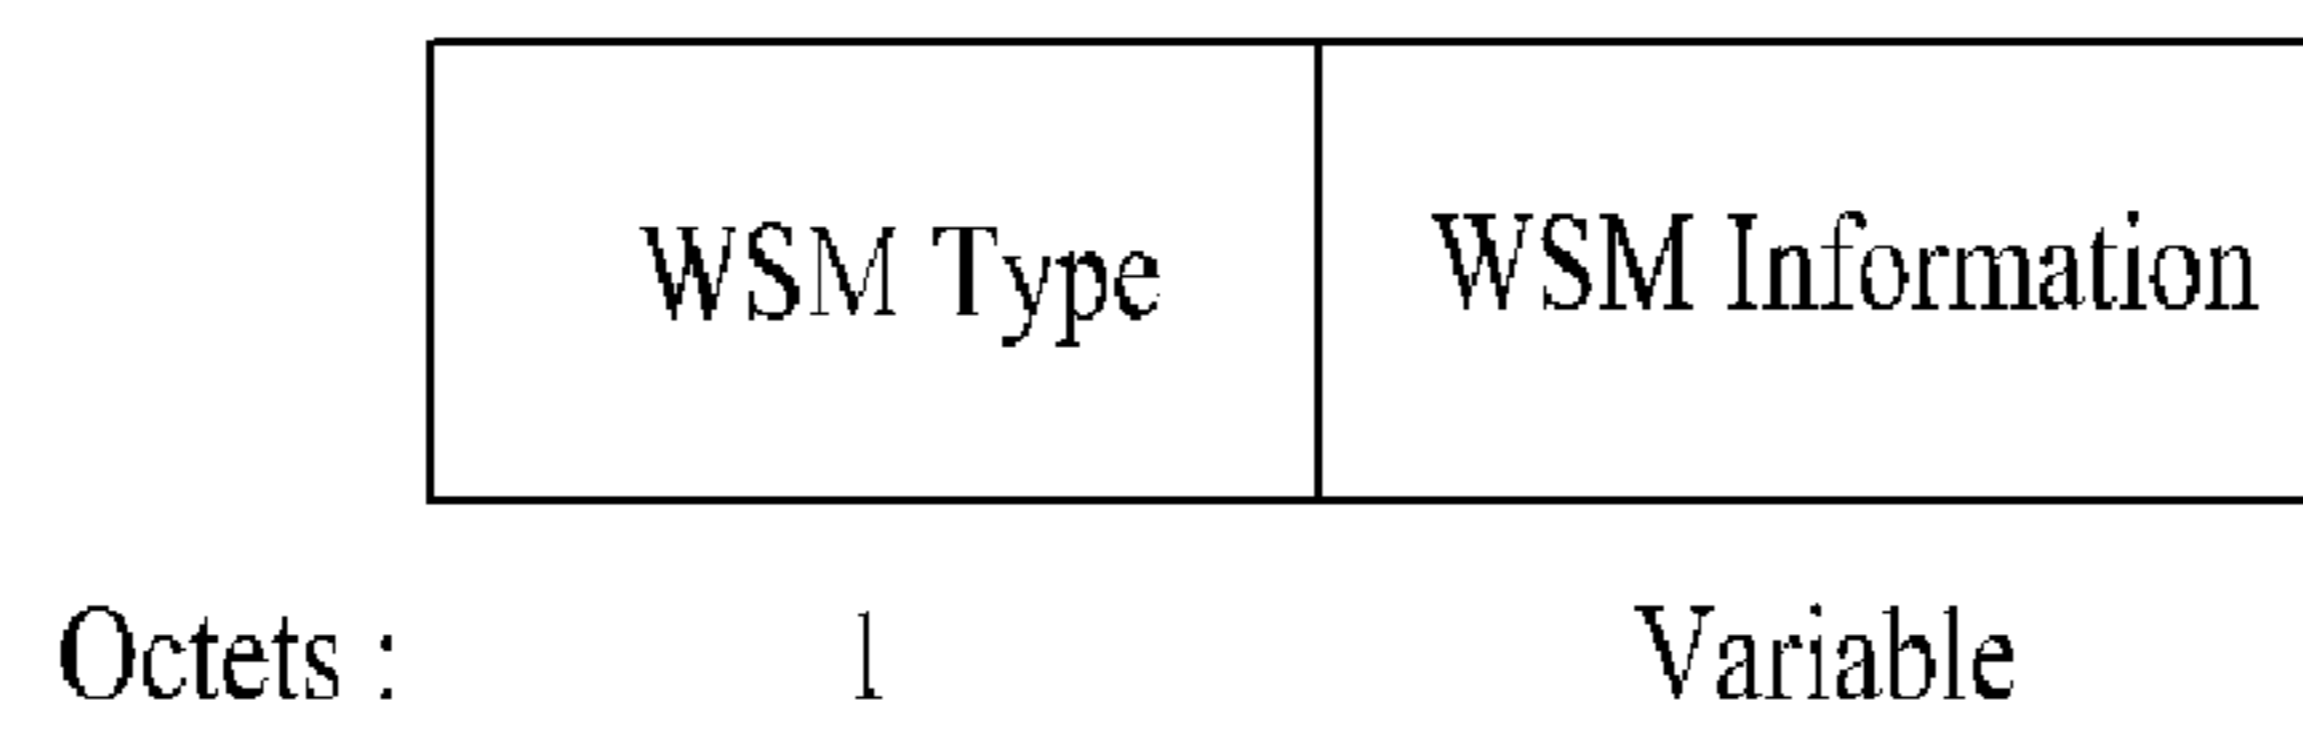 WSM Type WSM Information
Octets : 1 Variable